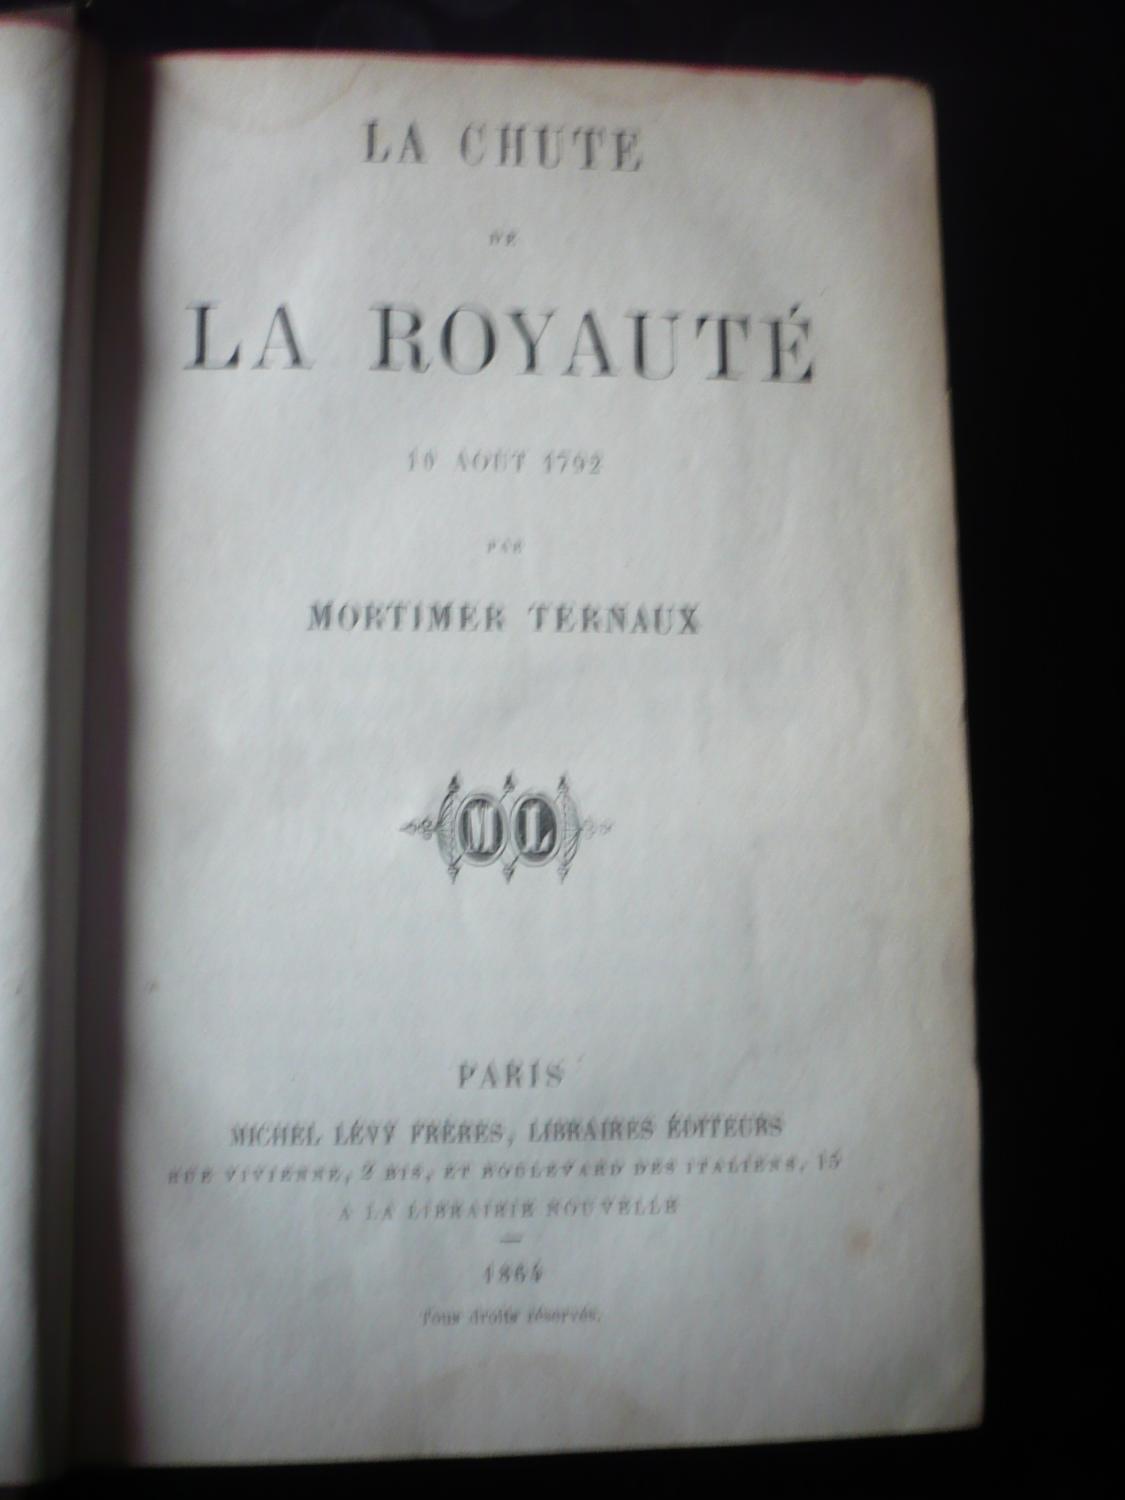 LA CHUTE
DE
LA ROYAUTÉ
10 AOUT 1792
PAR
MORTIMER TERNAUX
ML
PARIS
MICHEL LÉVY FRÈRES, LIBRAIRES ÉDITEURS
RUE VIVIENNE, 2 BIS, ET BOULEVARD DES ITALIENS, 15
A LA LIBRAIRIE NOUVELLE
—
1864
Tous droits réservés.